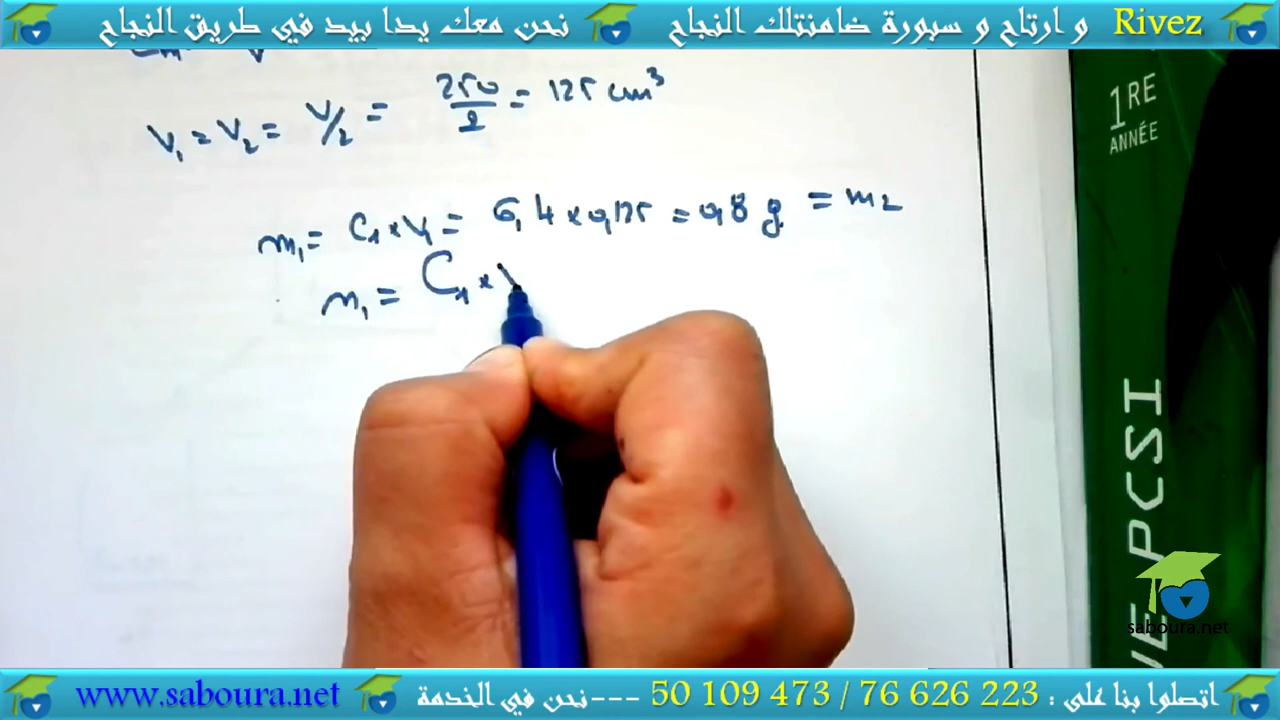 نحن معك يدا بيد في طريق النجاح و ارتاح و سبورة ضامنتلك النجاح Rivez
V₁ = V₂ = V/2 = 250/2 = 125 cm³
m₁ = C₁ × V₁ = 6,4 × 0,125 = 0,8 g = m₂
m₁ = C₁ ×
1RE
ANNÉE
PCSI
saboura.net
www.saboura.net نحن في الخدمة --- 50 109 473 / 76 626 223 : اتصلوا بنا على